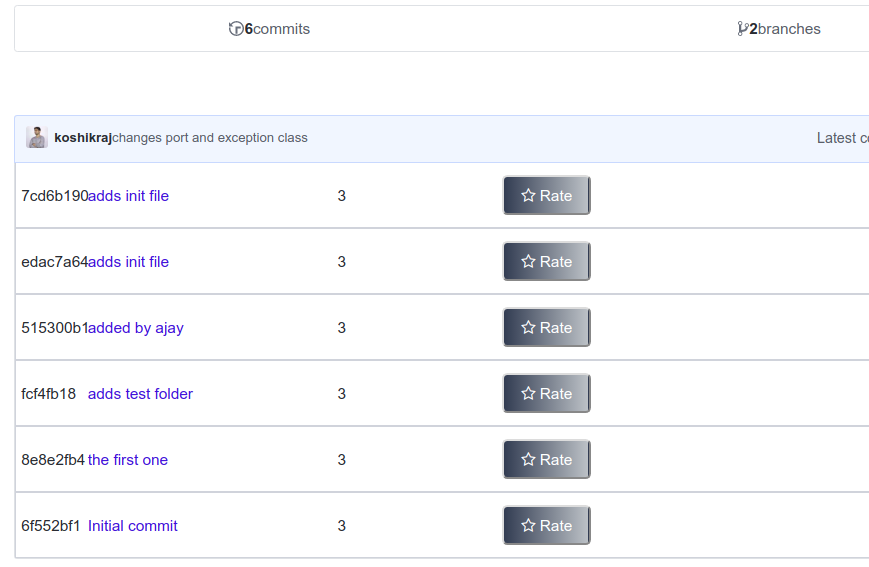 6commits 2branches
koshikrajchanges port and exception class Latest
7cd6b190adds init file 3 Rate
edac7a64adds init file 3 Rate
515300b1added by ajay 3 Rate
fcf4fb18 adds test folder 3 Rate
8e8e2fb4 the first one 3 Rate
6f552bf1 Initial commit 3 Rate